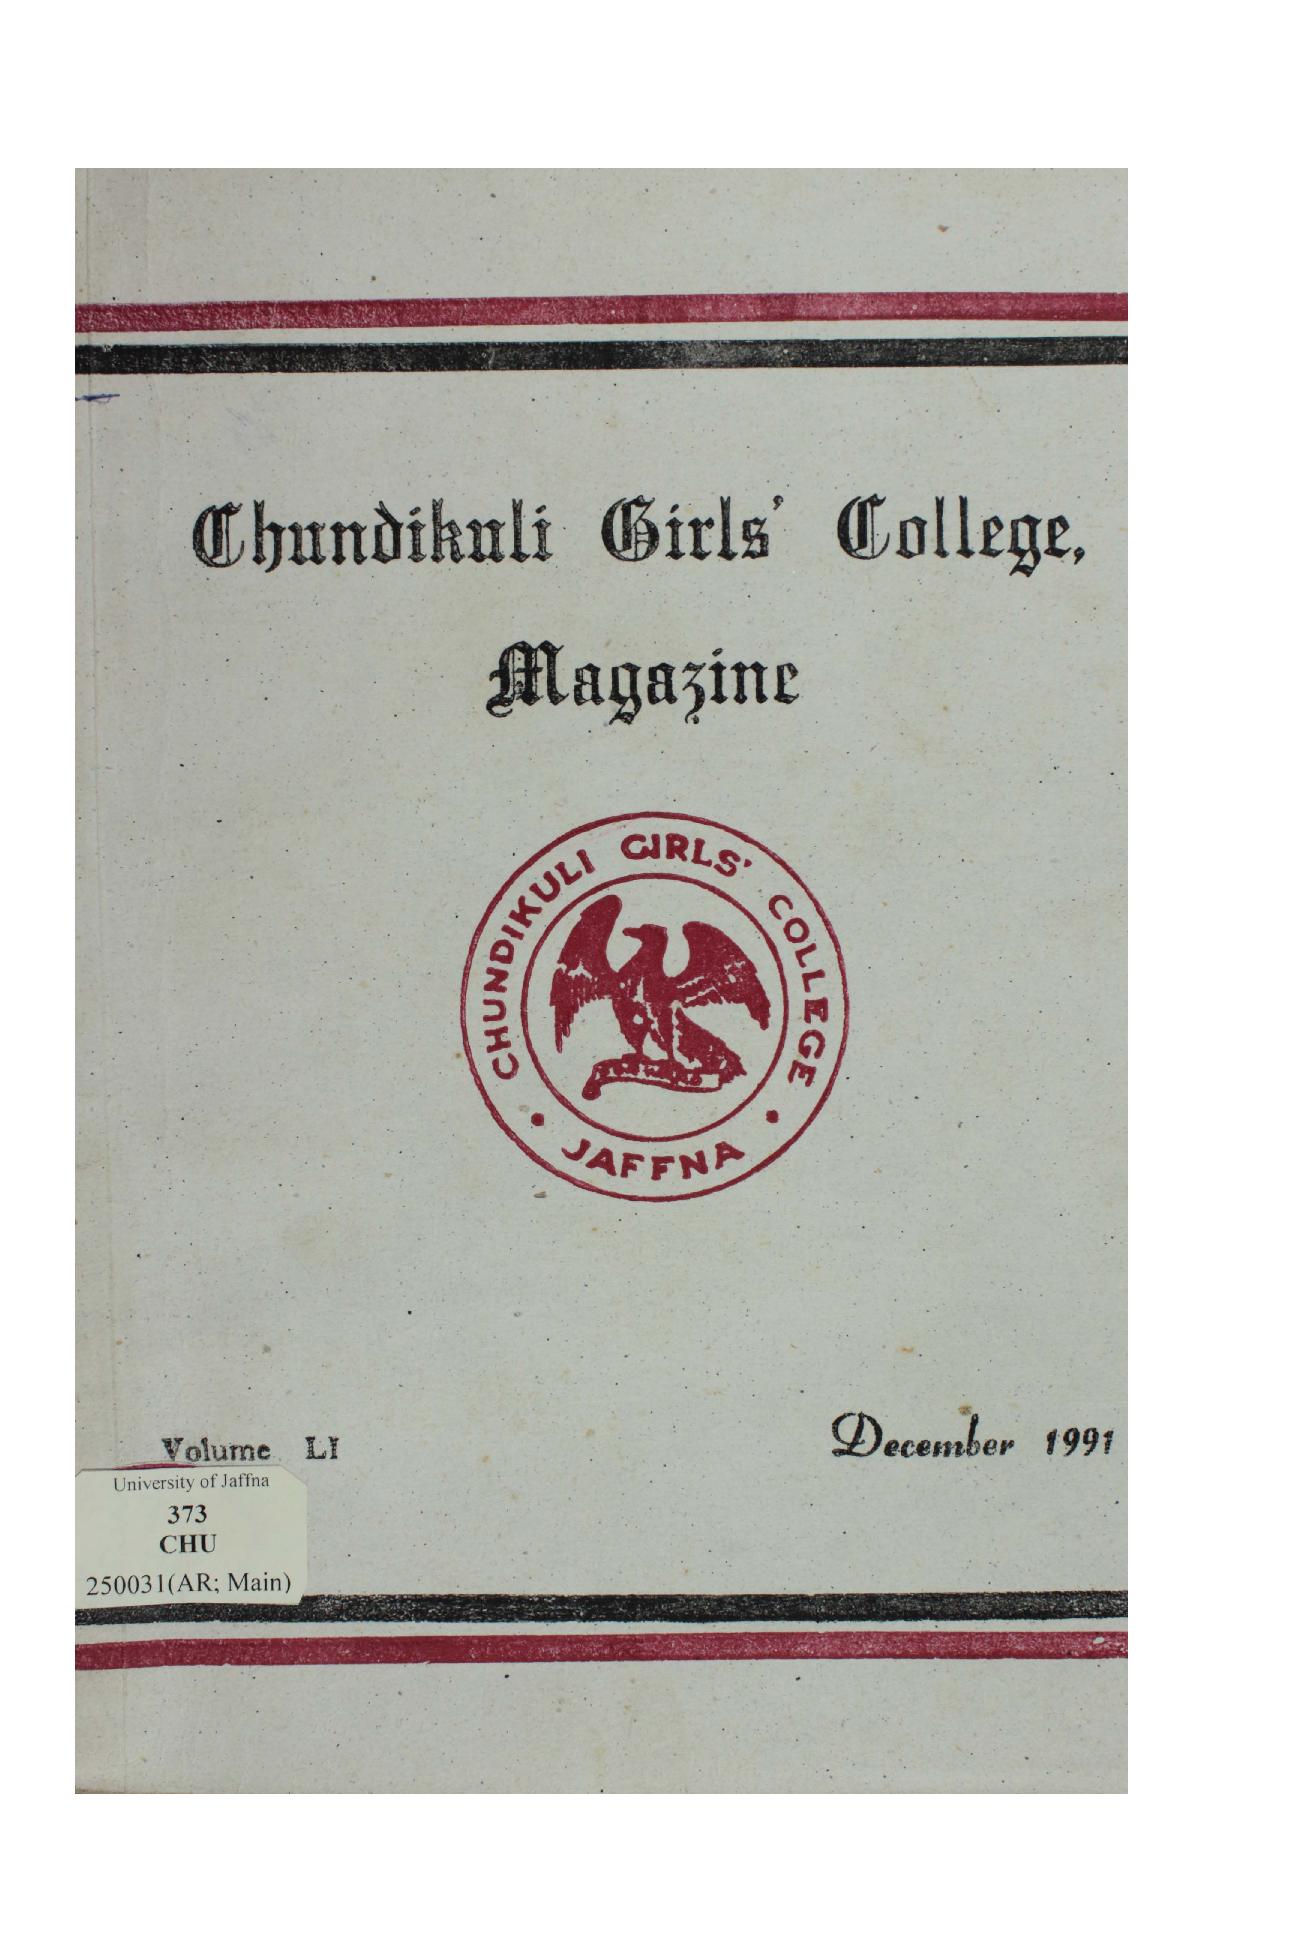 Chundikuli Girls' College,
Magazine
CHUNDIKULI GIRLS' COLLEGE
JAFFNA
Volume LI
December 1991
University of Jaffna
373
CHU
250031(AR; Main)